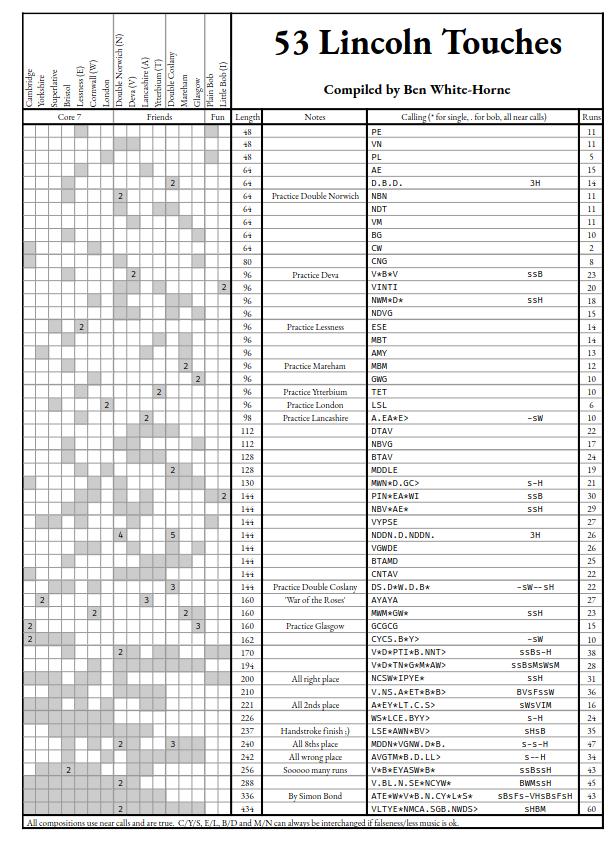 53 Lincoln Touches
Compiled by Ben White-Horne
Cambridge Yorkshire Superlative Bristol Lessness (E) Cornwall (W) London Double Norwich (N) Deva (V) Lancashire (A) Ytterbium (T) Double Coslany Mareham Glasgow Plain Bob Little Bob (I)
Core 7 Friends Fun Length Notes Calling (* for single, . for bob, all near calls) Runs
48 PE 11
48 VN 11
48 PL 5
64 AE 15
2 64 D.B.D. 3H 14
2 64 Practice Double Norwich NBN 11
64 NDT 11
64 VM 11
64 BG 10
64 CW 2
80 CNG 8
2 96 Practice Deva V*B*V ssB 23
2 96 VINTI 20
96 NWM*D* ssH 18
96 NDVG 15
2 96 Practice Lessness ESE 14
96 MBT 14
96 AMY 13
2 96 Practice Mareham MBM 12
2 96 GWG 10
2 96 Practice Ytterbium TET 10
2 96 Practice London LSL 6
2 98 Practice Lancashire A.EA*E> -sW 10
112 DTAV 22
112 NBVG 17
128 BTAV 24
2 128 MDDLE 19
130 MWN*D.GC> s-H 21
2 144 PIN*EA*WI ssB 30
144 NBV*AE* ssH 29
144 VYPSE 27
4 5 144 NDDN.D.NDDN. 3H 26
144 VGWDE 26
144 BTAMD 25
144 CNTAV 22
3 144 Practice Double Coslany DS.D*W.D.B* -sW--sH 22
2 3 160 'War of the Roses' AYAYA 27
2 2 160 MWM*GW* ssH 23
2 3 160 Practice Glasgow GCGCG 15
2 162 CYCS.B*Y> -sW 10
2 170 V*D*PTI*B.NNT> ssBs-H 38
194 V*D*TN*G*M*AW> ssBsMsWsM 28
200 All right place NCSW*IPYE* ssH 31
210 V.NS.A*ET*B*B> BVsFssW 36
221 All 2nds place A*EY*LT.C.S> sWsVIM 16
226 WS*LCE.BYY> s-H 24
237 Handstroke finish ;) LSE*AWN*BV> sHsB 35
2 3 240 All 8ths place MDDN*VGNW.D*B. s-s-H 47
242 All wrong place AVGTM*B.D.LL> s--H 34
2 256 Sooooo many runs V*B*EYASW*B* ssBssH 43
2 288 V.BL.N.SE*NCYW* BWMssH 45
336 By Simon Bond ATE*W*V*B.N.CY*L*S* sBsFs-VHsBsFsH 43
2 434 VLTYE*NMCA.SGB.NWDS> sHBM 60
All compositions use near calls and are true. C/Y/S, E/L, B/D and M/N can always be interchanged if falseness/less music is ok.